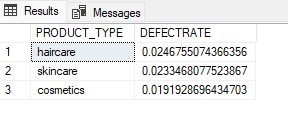 Results Messages
PRODUCT_TYPE DEFECTRATE
1 haircare 0.0246755074366356
2 skincare 0.0233468077523867
3 cosmetics 0.0191928696434703